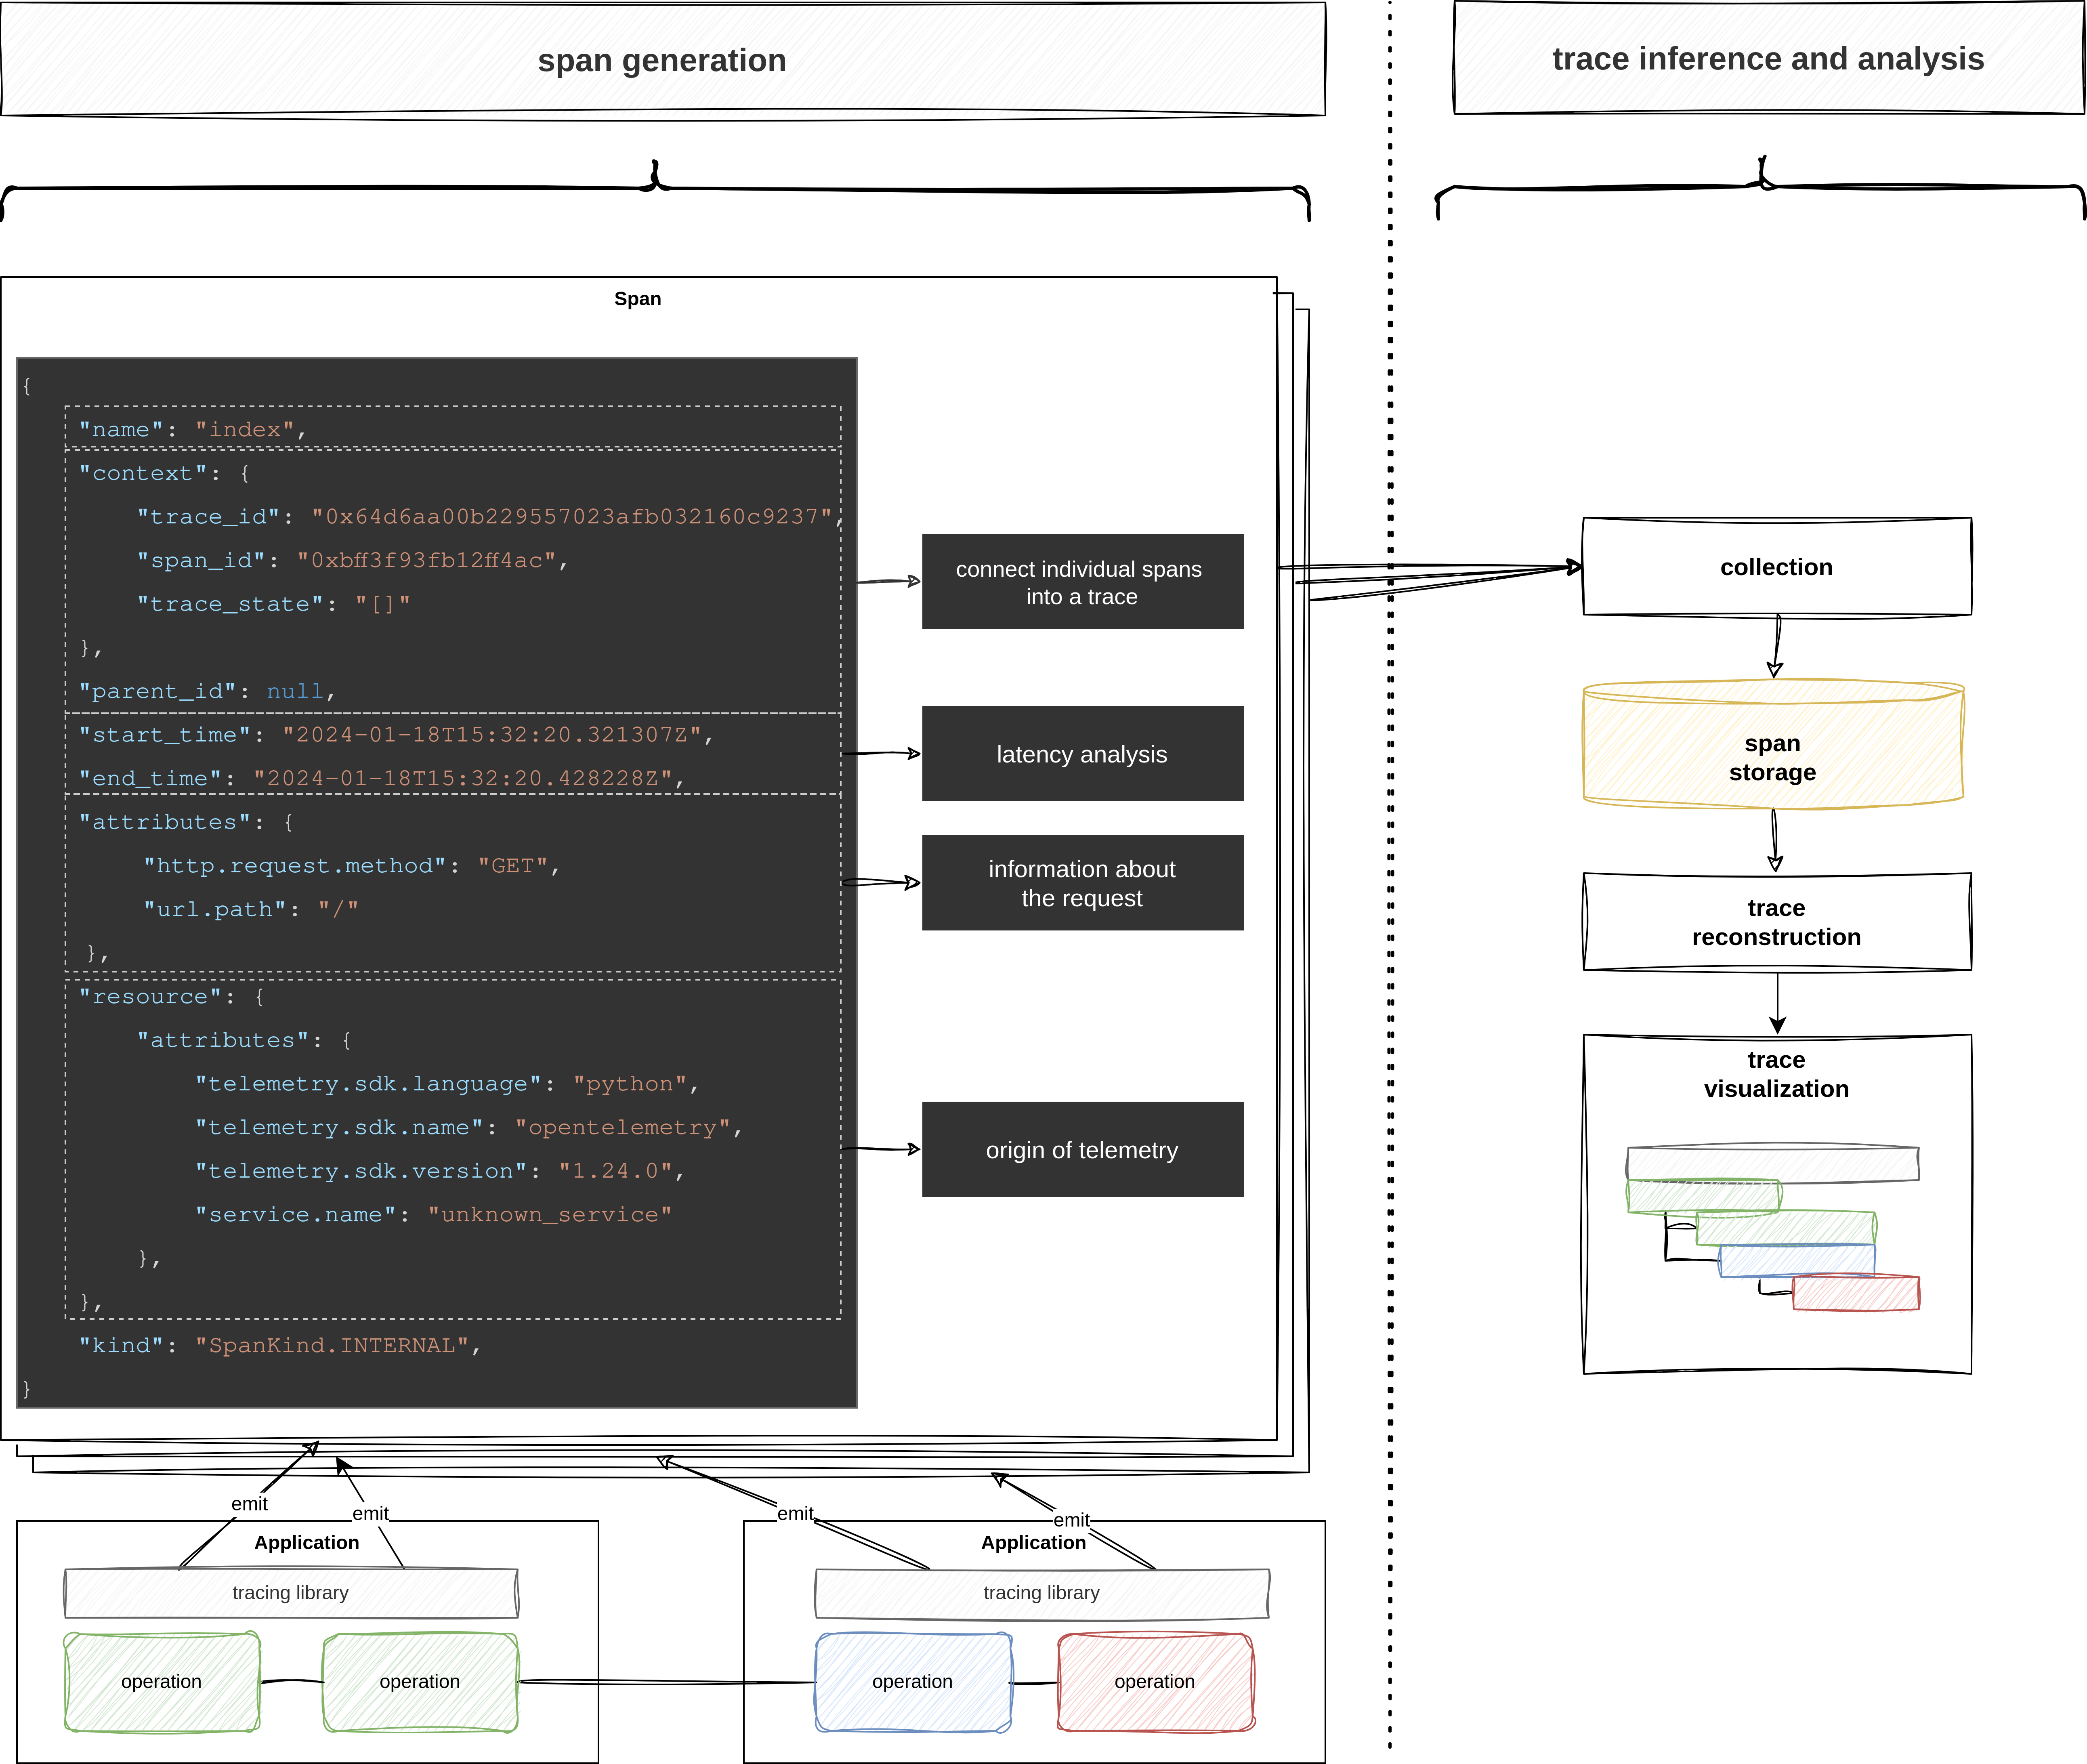 span generation
trace inference and analysis
Span
{
"name": "index",
"context": {
"trace_id": "0x64d6aa00b229557023afb032160c9237",
"span_id": "0xbff3f93fb12ff4ac",
"trace_state": "[]"
},
"parent_id": null,
"start_time": "2024-01-18T15:32:20.321307Z",
"end_time": "2024-01-18T15:32:20.428228Z",
"attributes": {
"http.request.method": "GET",
"url.path": "/"
},
"resource": {
"attributes": {
"telemetry.sdk.language": "python",
"telemetry.sdk.name": "opentelemetry",
"telemetry.sdk.version": "1.24.0",
"service.name": "unknown_service"
},
},
"kind": "SpanKind.INTERNAL",
}
connect individual spans
into a trace
latency analysis
information about
the request
origin of telemetry
collection
span
storage
trace
reconstruction
trace
visualization
emit
emit
emit
emit
Application
tracing library
operation
operation
Application
tracing library
operation
operation